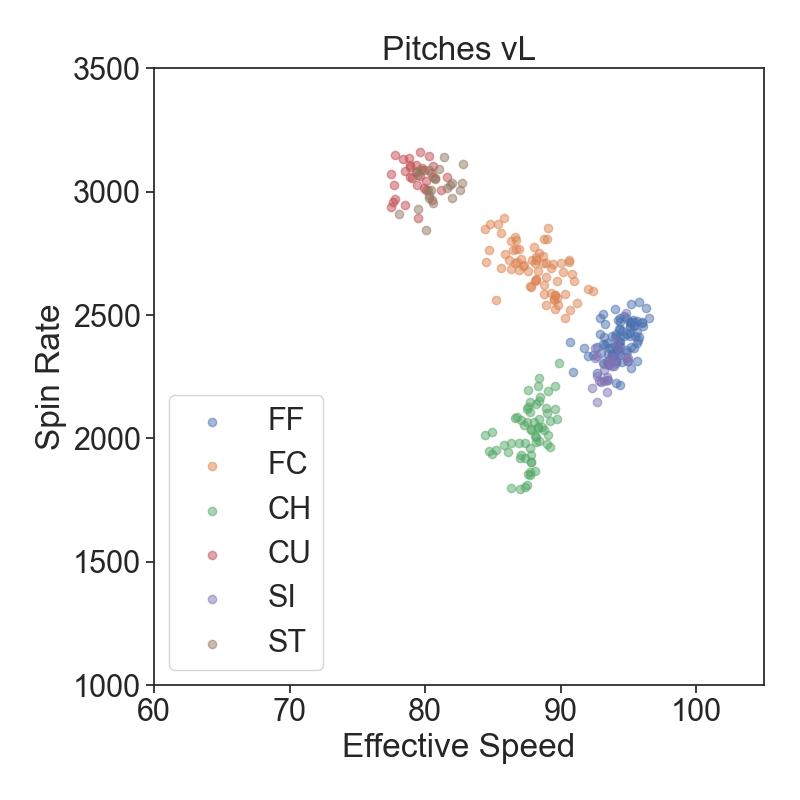 Pitches vL
3500
3000
2500
2000
1500
1000
Spin Rate
FF
FC
CH
CU
SI
ST
60 70 80 90 100
Effective Speed